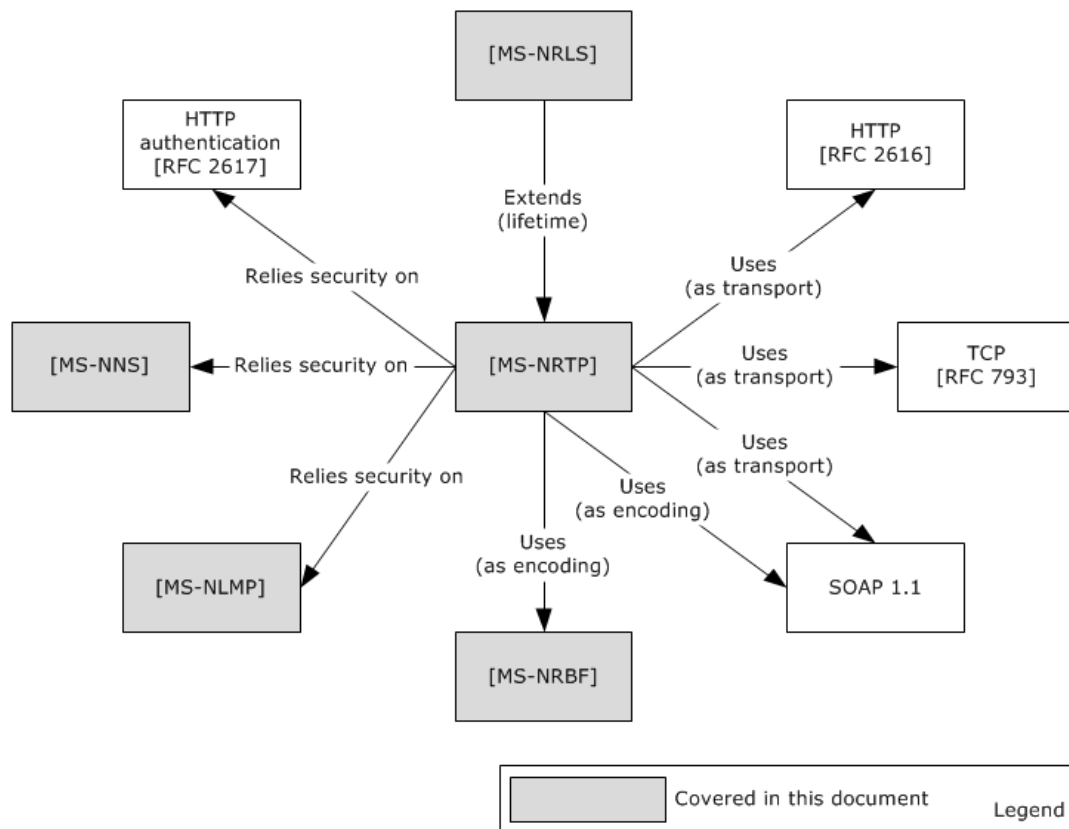 [MS-NRLS]
HTTP
authentication
[RFC 2617]
HTTP
[RFC 2616]
Extends
(lifetime)
Relies security on
Uses
(as transport)
[MS-NNS]
Relies security on
[MS-NRTP]
Uses
(as transport)
TCP
[RFC 793]
Uses
(as transport)
Relies security on
Uses
(as encoding)
Uses
(as encoding)
[MS-NLMP]
SOAP 1.1
[MS-NRBF]
Covered in this document
Legend